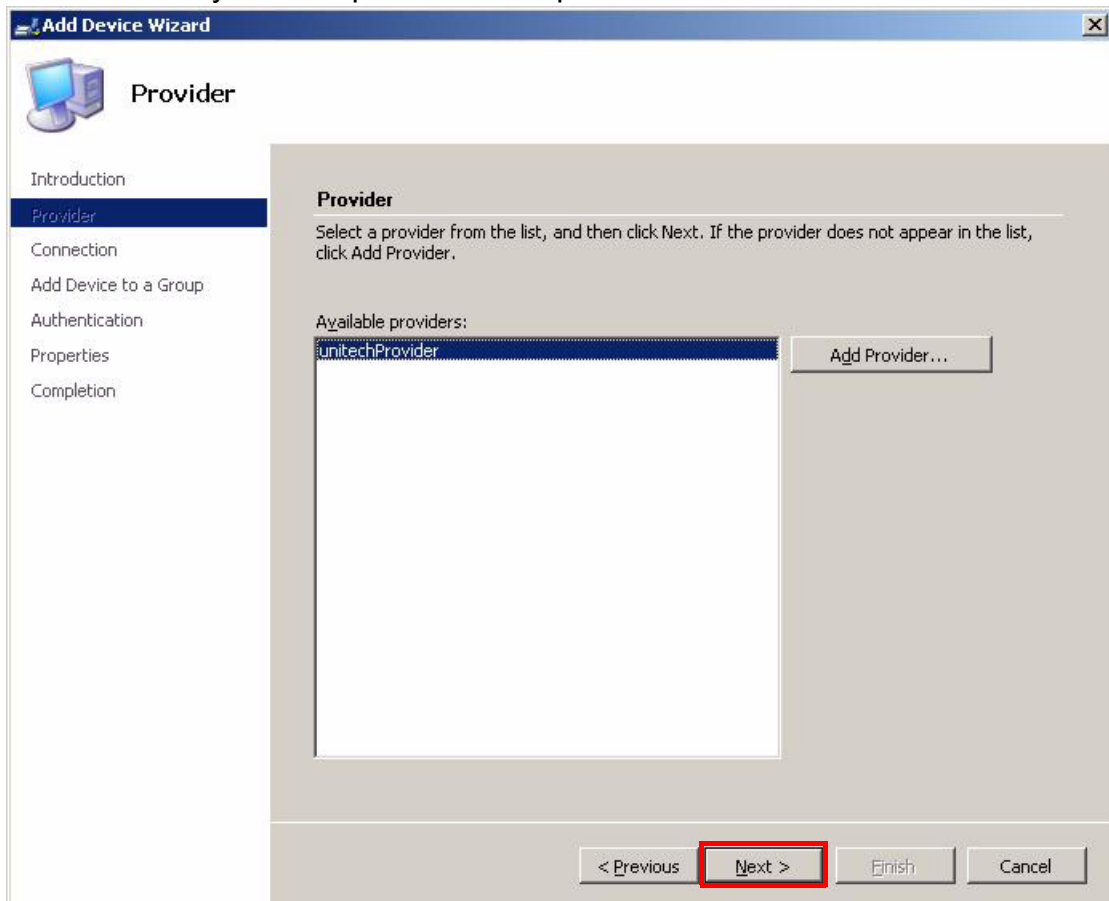 Add Device Wizard
Provider
Introduction
Provider
Connection
Add Device to a Group
Authentication
Properties
Completion
Provider
Select a provider from the list, and then click Next. If the provider does not appear in the list,
click Add Provider.
Available providers:
unitechProvider
Add Provider...
< Previous
Next >
Finish
Cancel